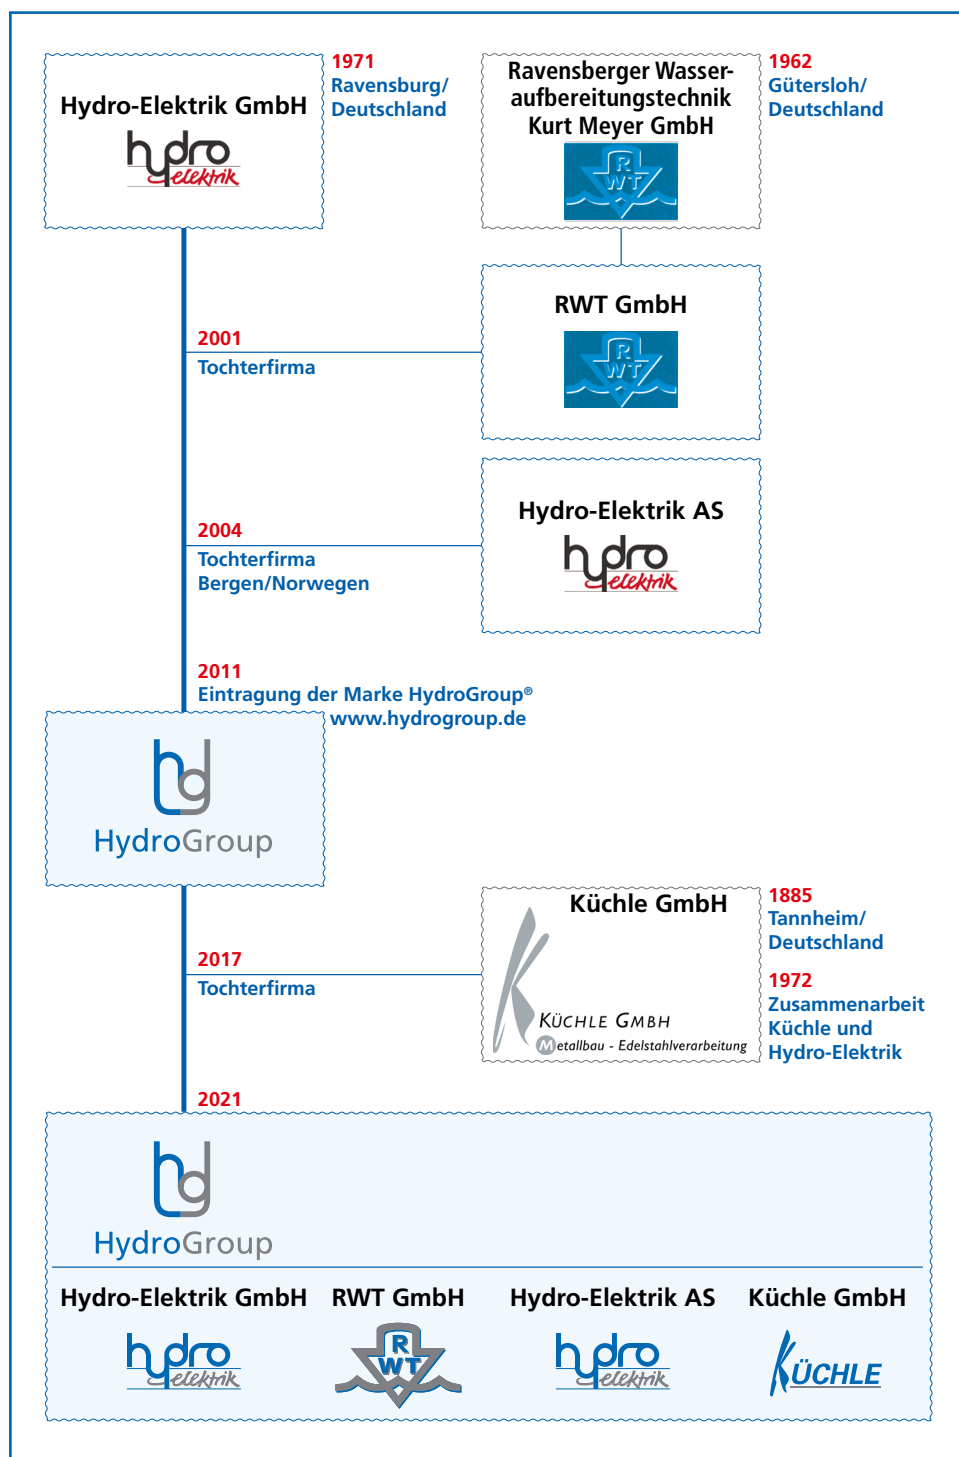 1971
Ravensburg/
Deutschland
Hydro-Elektrik GmbH
hydro
elektrik
1962
Gütersloh/
Deutschland
Ravensberger Wasser-
aufbereitungstechnik
Kurt Meyer GmbH
R
WT
RWT GmbH
R
WT
2001
Tochterfirma
Hydro-Elektrik AS
hydro
elektrik
2004
Tochterfirma
Bergen/Norwegen
2011
Eintragung der Marke HydroGroup®
www.hydrogroup.de
HydroGroup
Küchle GmbH
KÜCHLE GMBH
Metallbau - Edelstahlverarbeitung
1885
Tannheim/
Deutschland
1972
Zusammenarbeit
Küchle und
Hydro-Elektrik
2017
Tochterfirma
2021
HydroGroup
Hydro-Elektrik GmbH RWT GmbH Hydro-Elektrik AS Küchle GmbH
hydro
elektrik
R
WT
hydro
elektrik
KÜCHLE